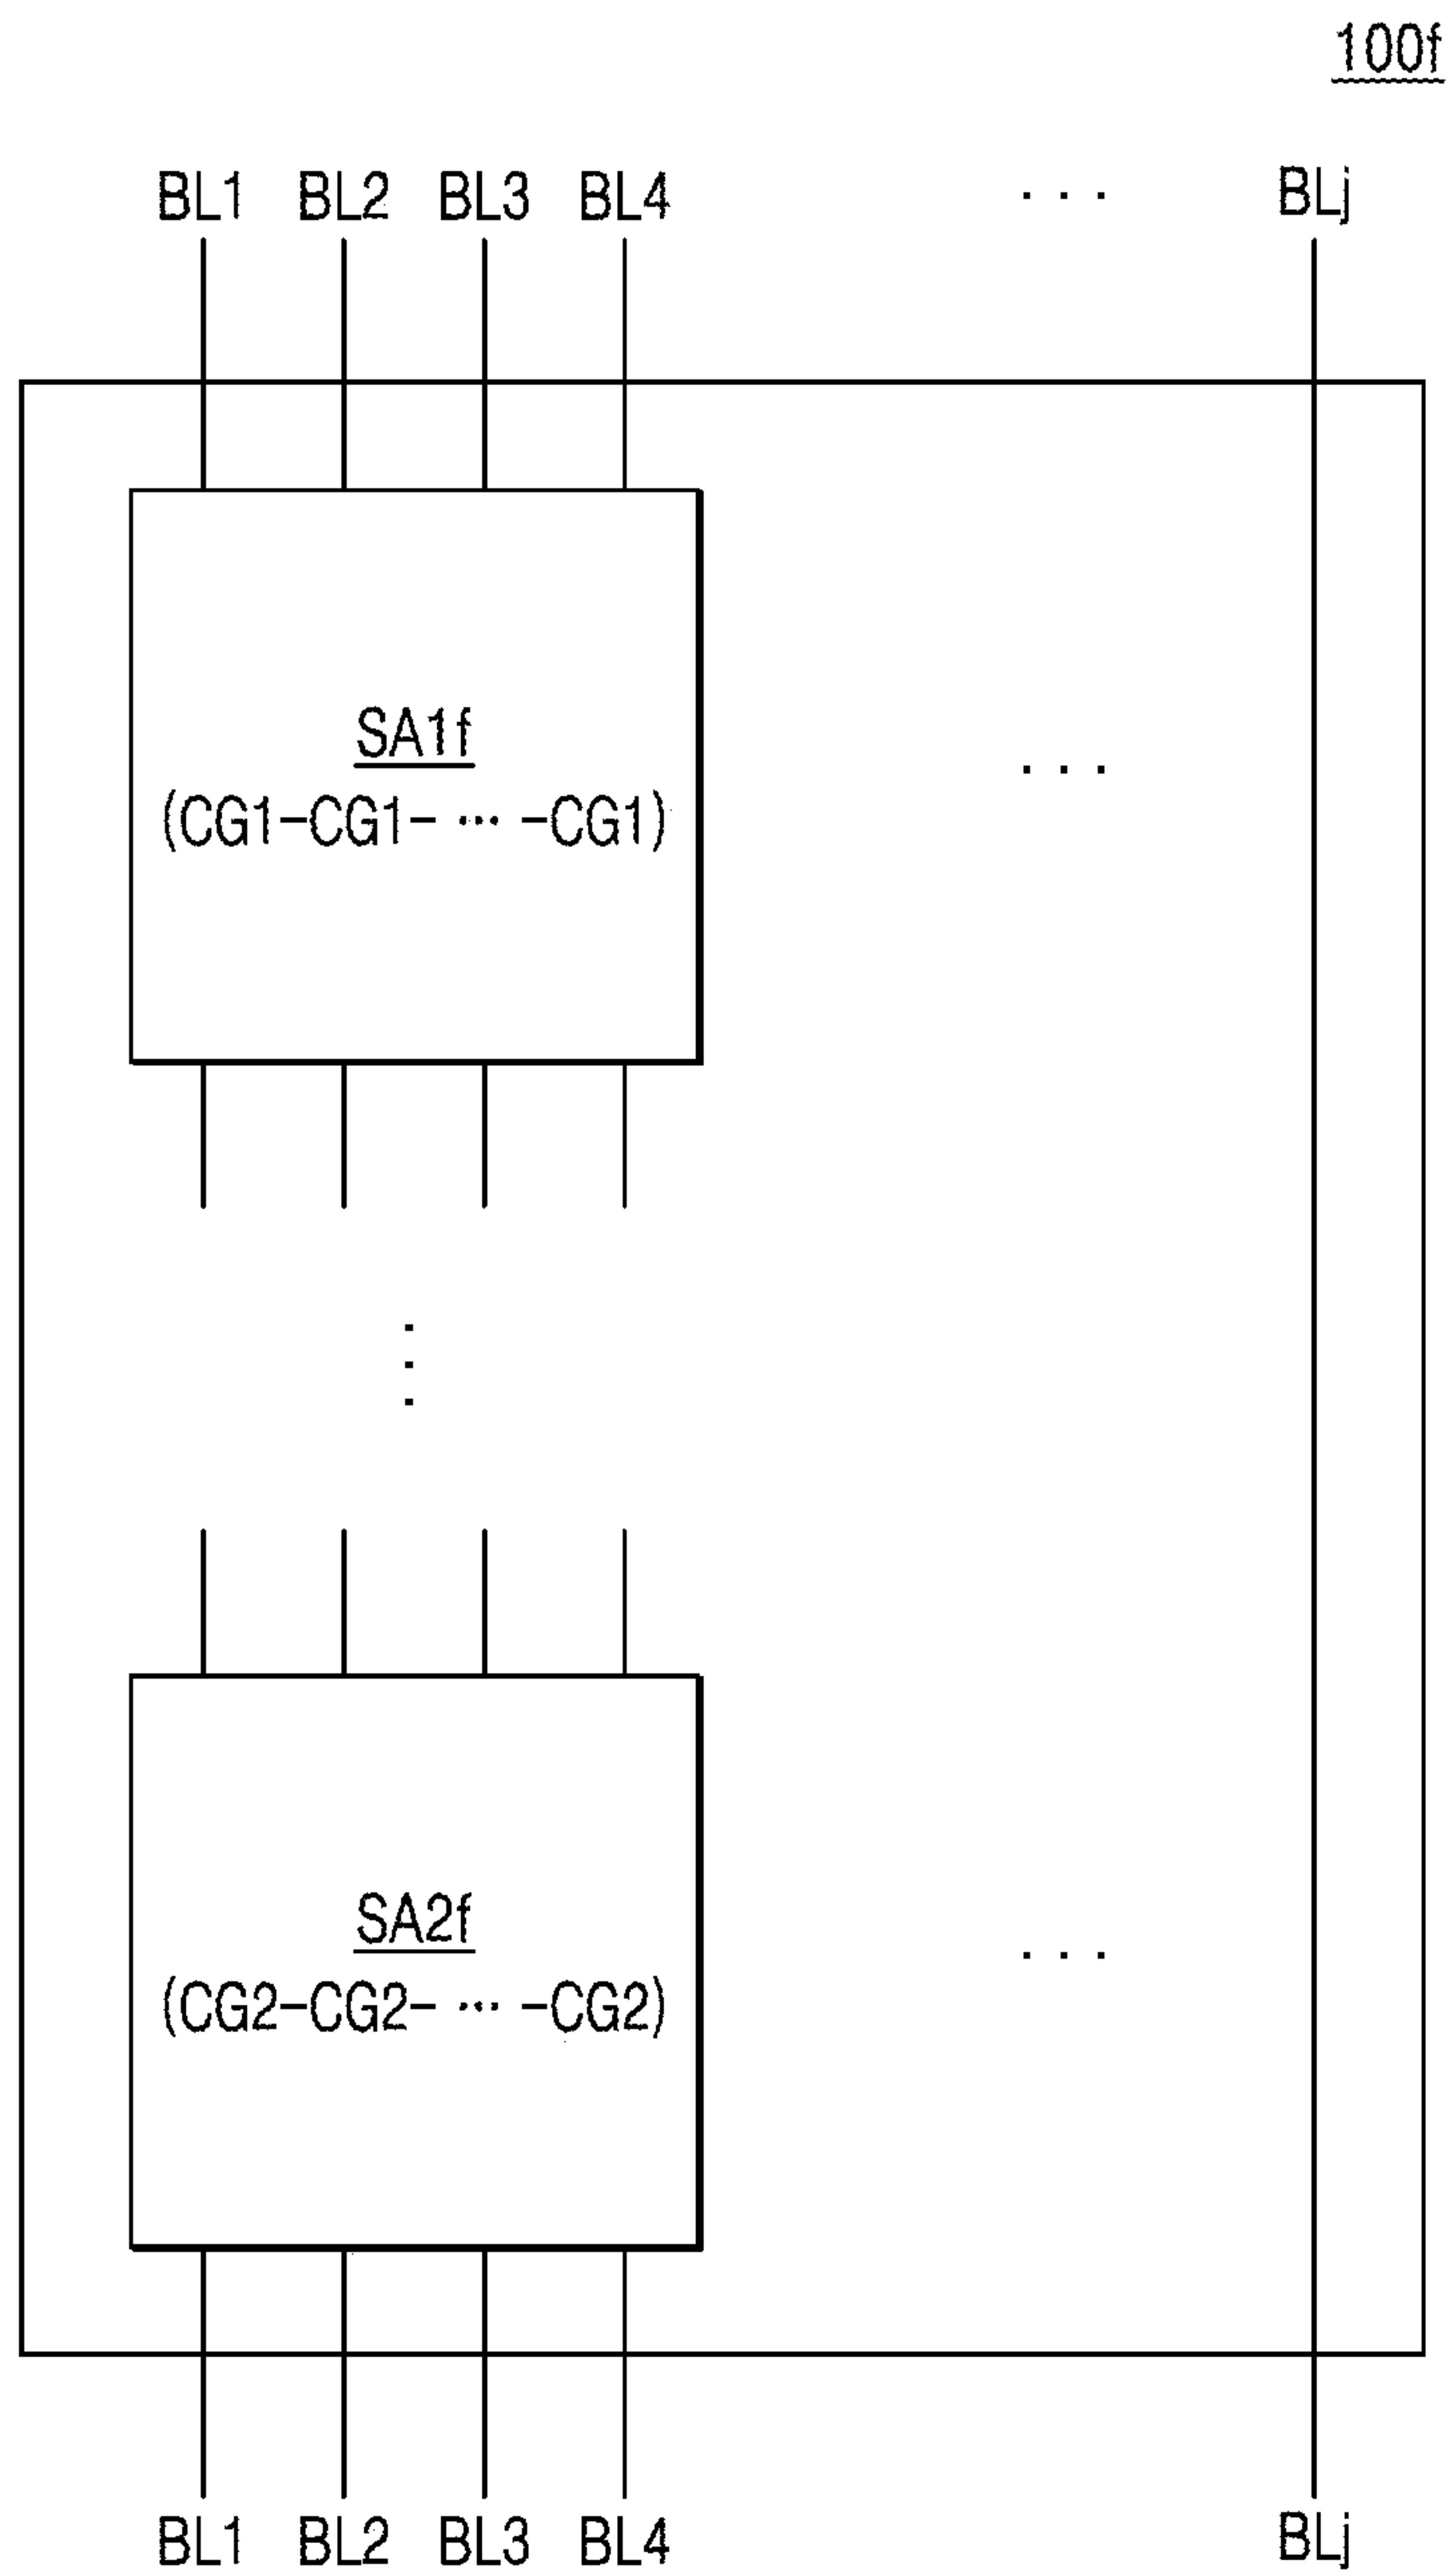 100f
BL1 BL2 BL3 BL4 ... BLj
SA1f
(CG1-CG1- ... -CG1)
...
SA2f
(CG2-CG2- ... -CG2)
...
BL1 BL2 BL3 BL4 BLj